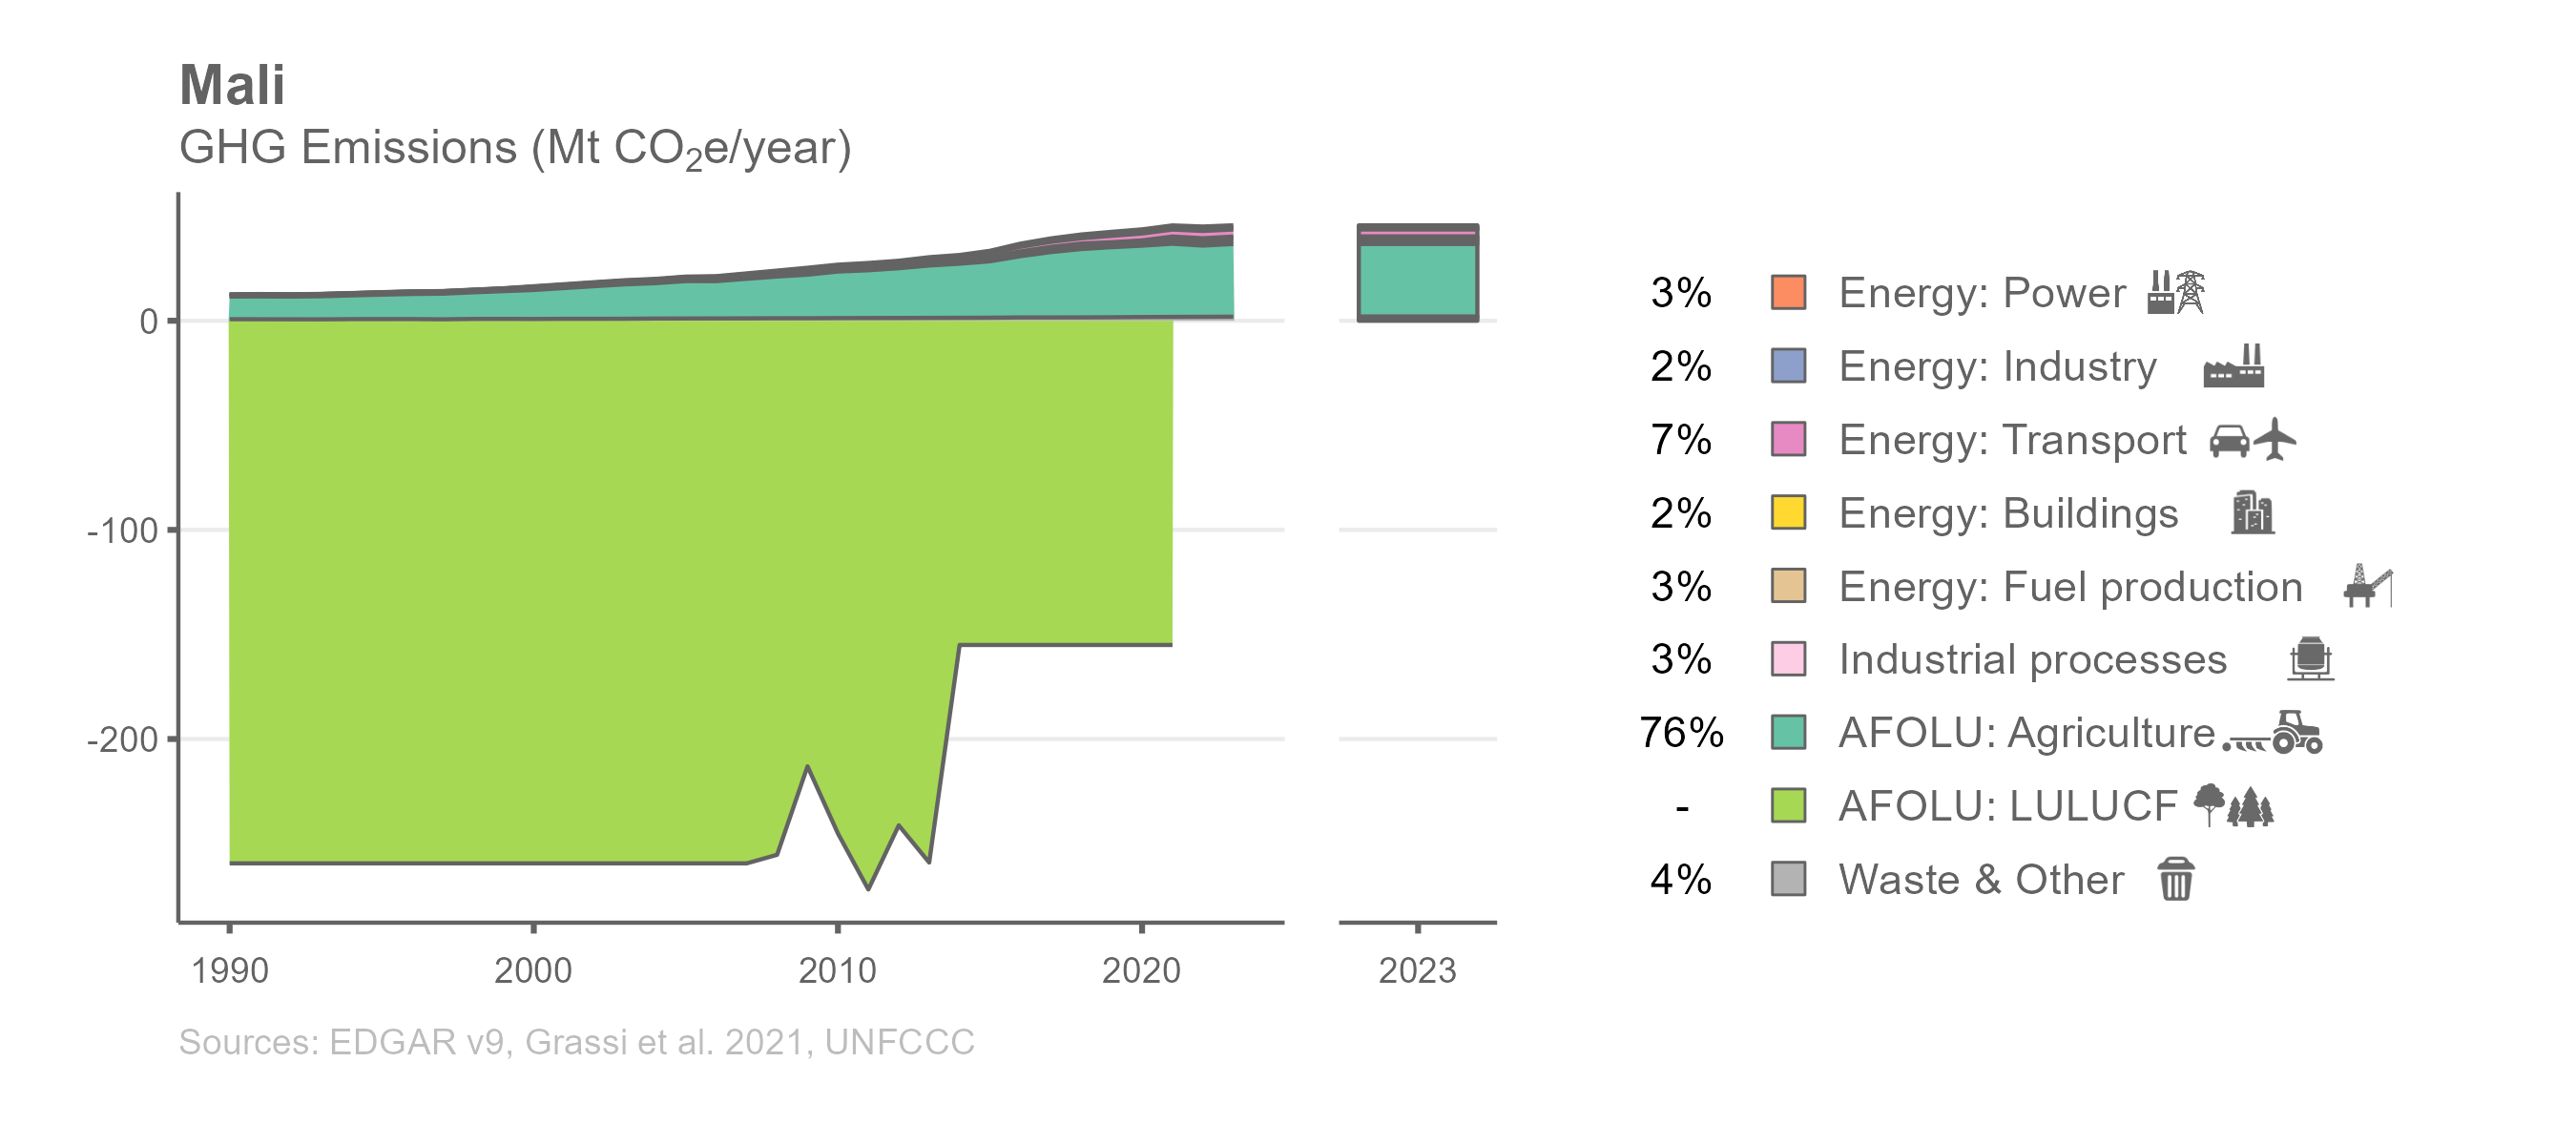 Mali
GHG Emissions (Mt CO₂e/year)
0
-100
-200
1990 2000 2010 2020 2023
3% Energy: Power
2% Energy: Industry
7% Energy: Transport
2% Energy: Buildings
3% Energy: Fuel production
3% Industrial processes
76% AFOLU: Agriculture
- AFOLU: LULUCF
4% Waste & Other
Sources: EDGAR v9, Grassi et al. 2021, UNFCCC